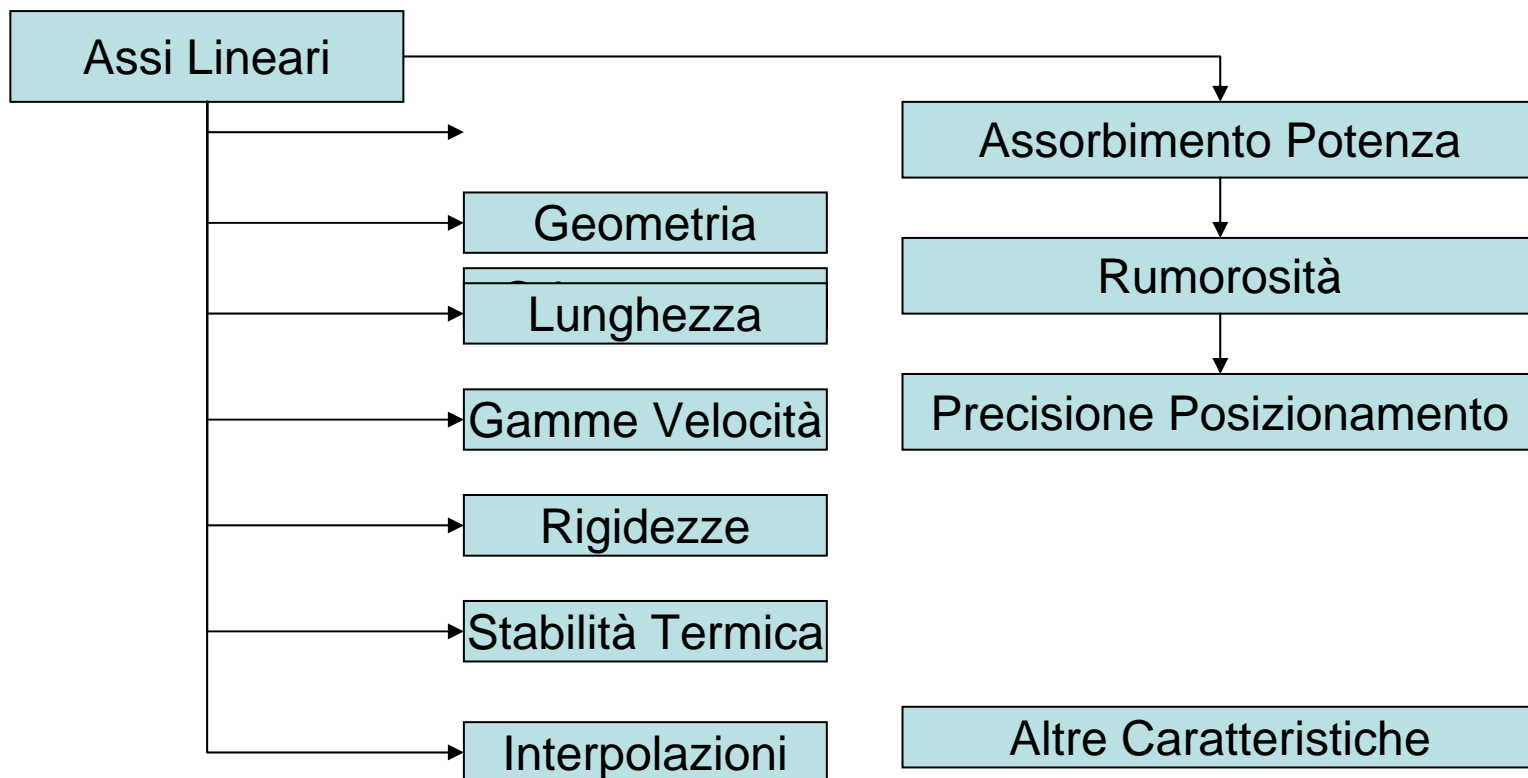 Assi Lineari
Geometria
Lunghezza
Gamme Velocità
Rigidezze
Stabilità Termica
Interpolazioni
Assorbimento Potenza
Rumorosità
Precisione Posizionamento
Altre Caratteristiche